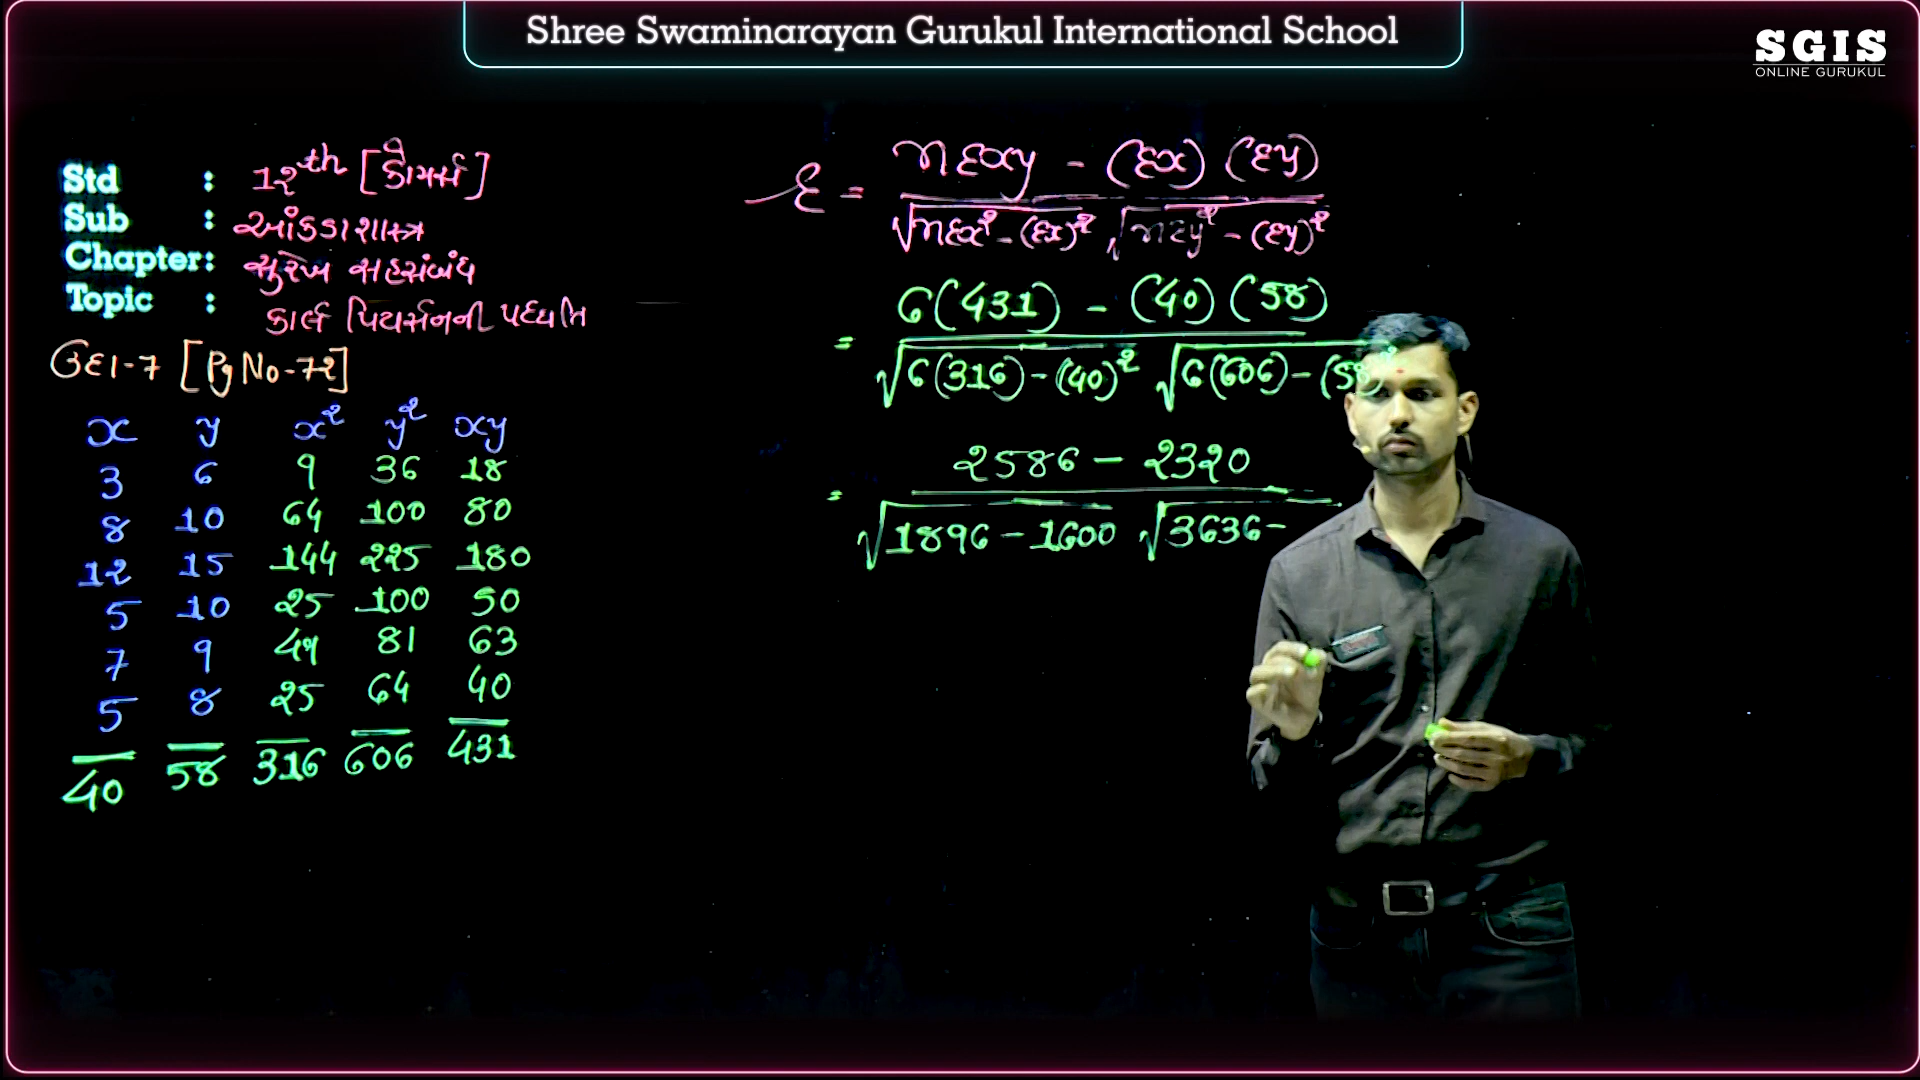 Shree Swaminarayan Gurukul International School
SGIS
ONLINE GURUKUL
Std : 12th [કોમર્સ]
Sub : આંકડાશાસ્ત્ર
Chapter: સુરેખ સહસંબંધ
Topic : કાર્લ પિયર્સનની પદ્ધતિ
ઉદા-7 [Pg No-72]
x y x² y² xy
3 6 9 36 18
8 10 64 100 80
12 15 144 225 180
5 10 25 100 50
7 9 49 81 63
5 8 25 64 40
40 58 316 606 431
r = nΣxy - (Σx) (Σy)
√nΣx² - (Σx)² √nΣy² - (Σy)²
= 6(431) - (40) (58)
√6(316) - (40)² √6(606) - (58
= 2586 - 2320
√1896 - 1600 √3636 -